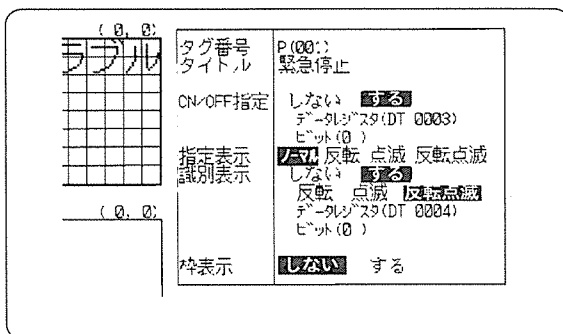 ( 0, 0)
ラブル
( 0, 0)
タグ番号 P(001)
タイトル 緊急停止
ON/OFF指定 しない する
データレジスタ(DT 0003)
ビット(0 )
指定表示 ノーマル 反転 点滅 反転点滅
識別表示 しない する
反転 点滅 反転点滅
データレジスタ(DT 0004)
ビット(0 )
枠表示 しない する